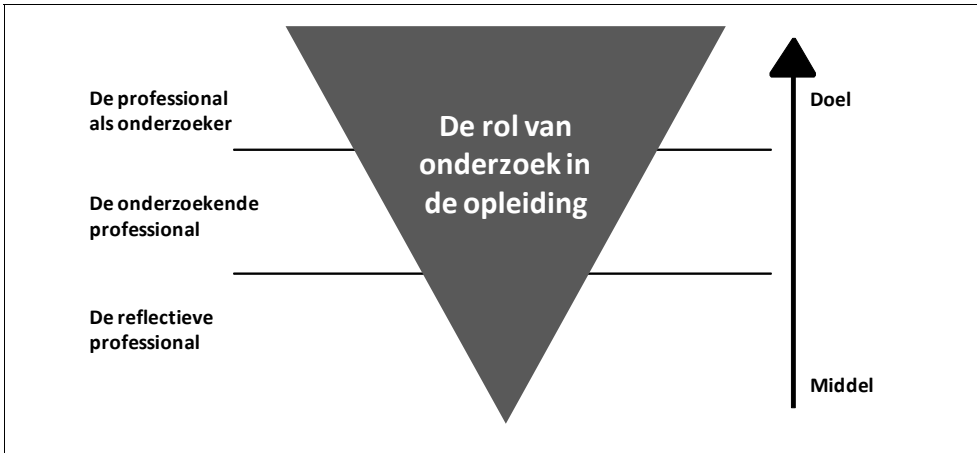 De professional
als onderzoeker
De rol van
onderzoek in
de opleiding
Doel
De onderzoekende
professional
De reflectieve
professional
Middel